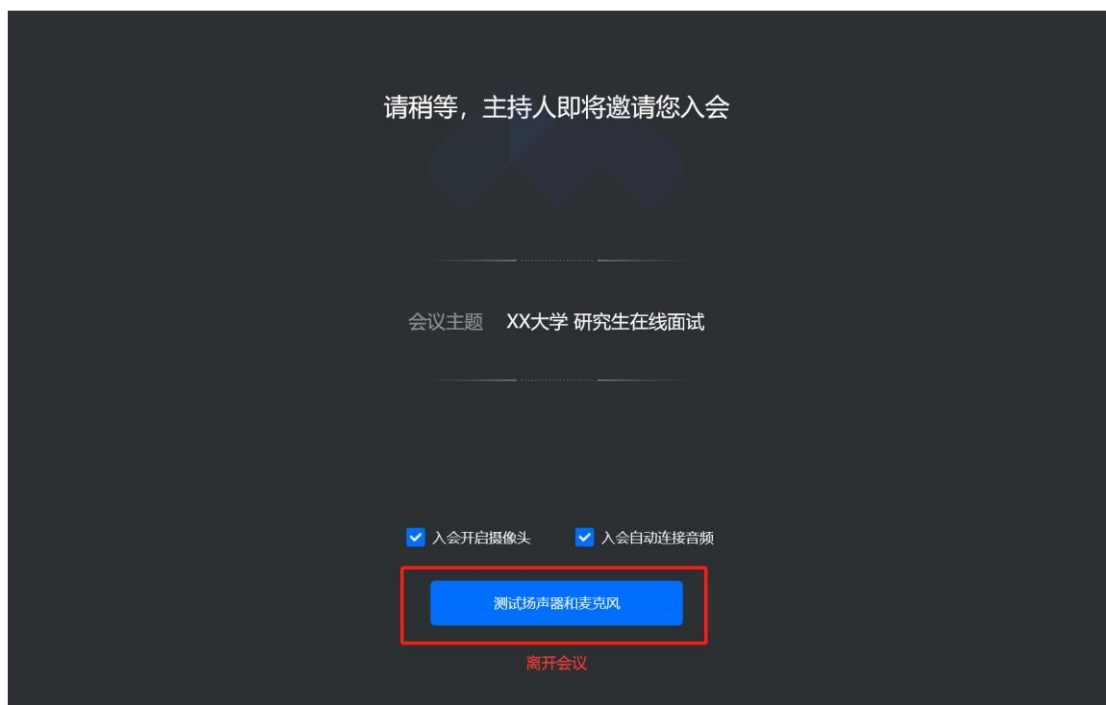 请稍等，主持人即将邀请您入会
会议主题 XX大学 研究生在线面试
入会开启摄像头 入会自动连接音频
测试扬声器和麦克风
离开会议